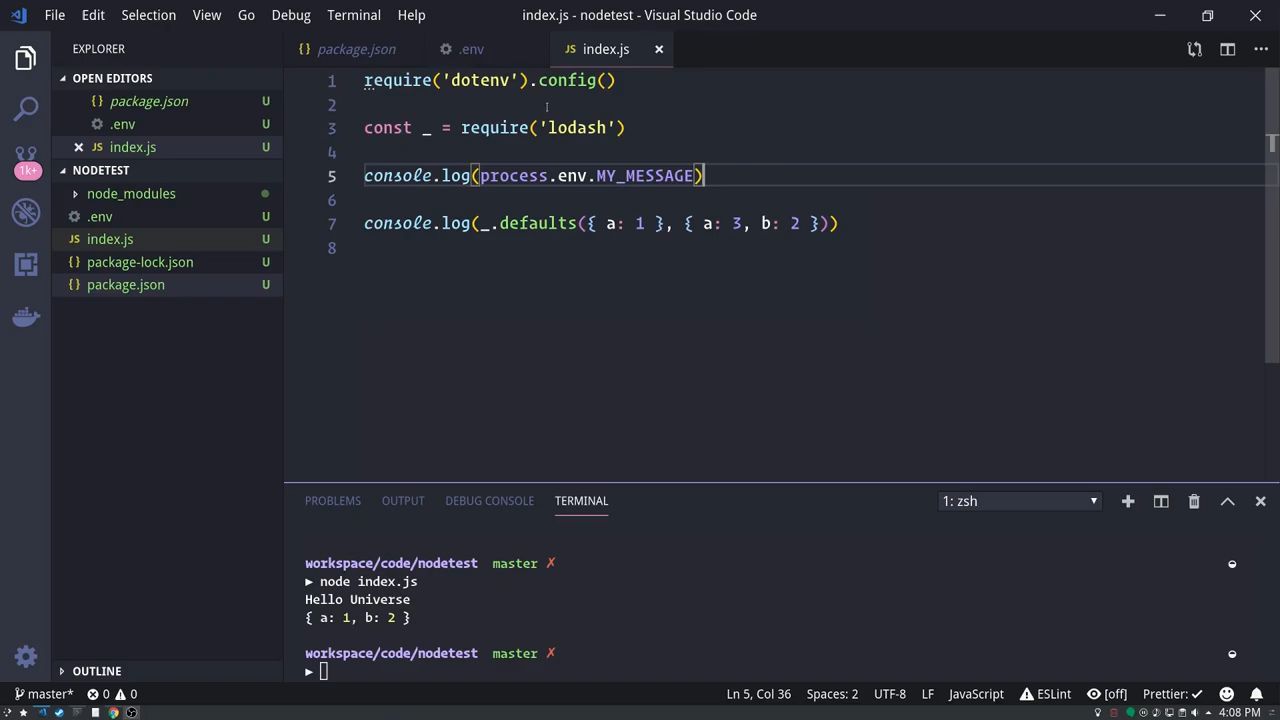 File Edit Selection View Go Debug Terminal Help
index.js - nodetest - Visual Studio Code
EXPLORER
OPEN EDITORS
{} package.json U
.env U
JS index.js U
NODETEST
node_modules
.env U
JS index.js U
{} package-lock.json U
{} package.json U
OUTLINE
1k+
{} package.json
.env
JS index.js
1 require('dotenv').config()
2
3 const _ = require('lodash')
4
5 console.log(process.env.MY_MESSAGE)
6
7 console.log(_.defaults({ a: 1 }, { a: 3, b: 2 }))
8
PROBLEMS OUTPUT DEBUG CONSOLE TERMINAL
1: zsh
workspace/code/nodetest master ✗
▶ node index.js
Hello Universe
{ a: 1, b: 2 }
workspace/code/nodetest master ✗
▶
master* 0 0
Ln 5, Col 36 Spaces: 2 UTF-8 LF JavaScript ESLint [off] Prettier: ✓
4:08 PM